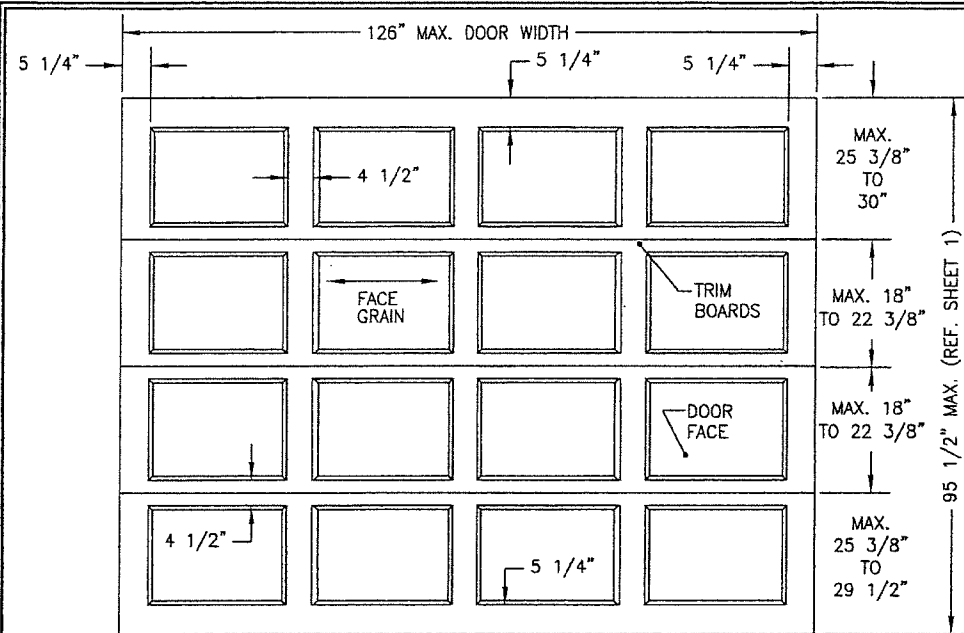 126" MAX. DOOR WIDTH
5 1/4"
5 1/4"
5 1/4"
MAX.
25 3/8"
TO
30"
4 1/2"
FACE
GRAIN
TRIM
BOARDS
MAX. 18"
TO 22 3/8"
95 1/2" MAX. (REF. SHEET 1)
DOOR
FACE
MAX. 18"
TO 22 3/8"
4 1/2"
5 1/4"
MAX.
25 3/8"
TO
29 1/2"